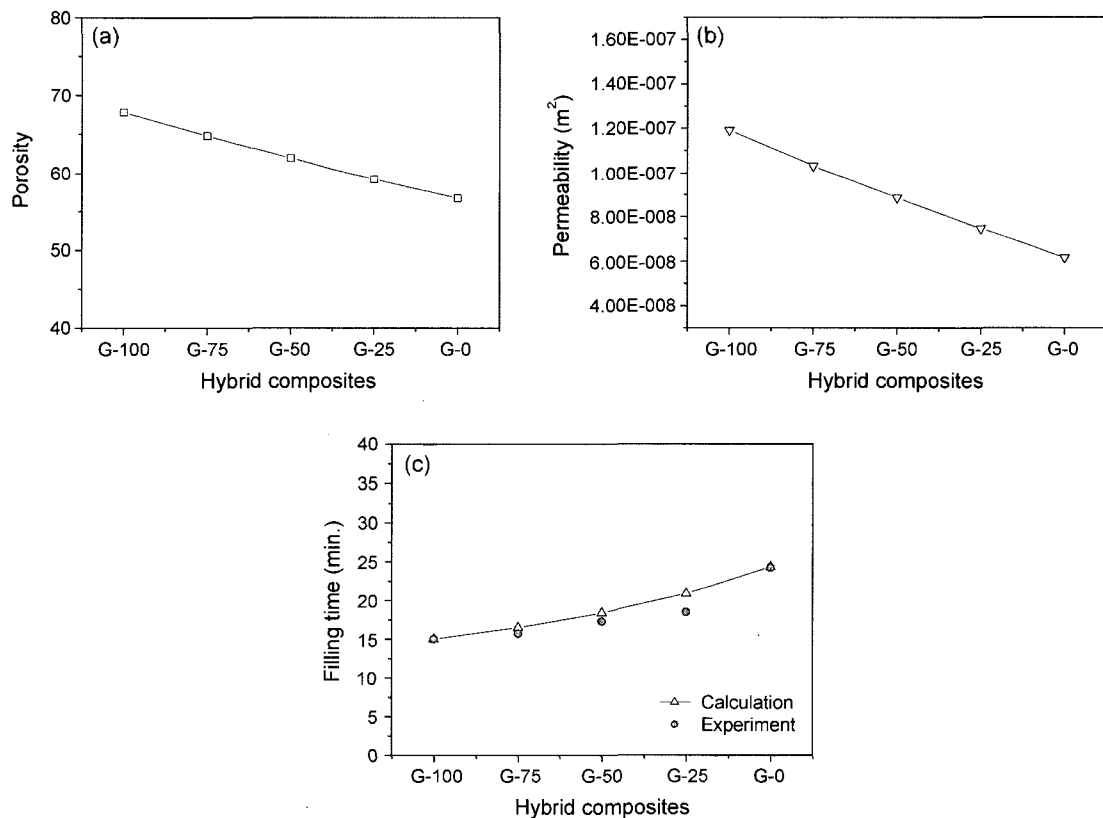 (a)
80
70
60
50
40
Porosity
G-100 G-75 G-50 G-25 G-0
Hybrid composites
(b)
1.60E-007
1.40E-007
1.20E-007
1.00E-007
8.00E-008
6.00E-008
4.00E-008
Permeability (m²)
G-100 G-75 G-50 G-25 G-0
Hybrid composites
(c)
40
35
30
25
20
15
10
5
0
Filling time (min.)
Calculation
Experiment
G-100 G-75 G-50 G-25 G-0
Hybrid composites